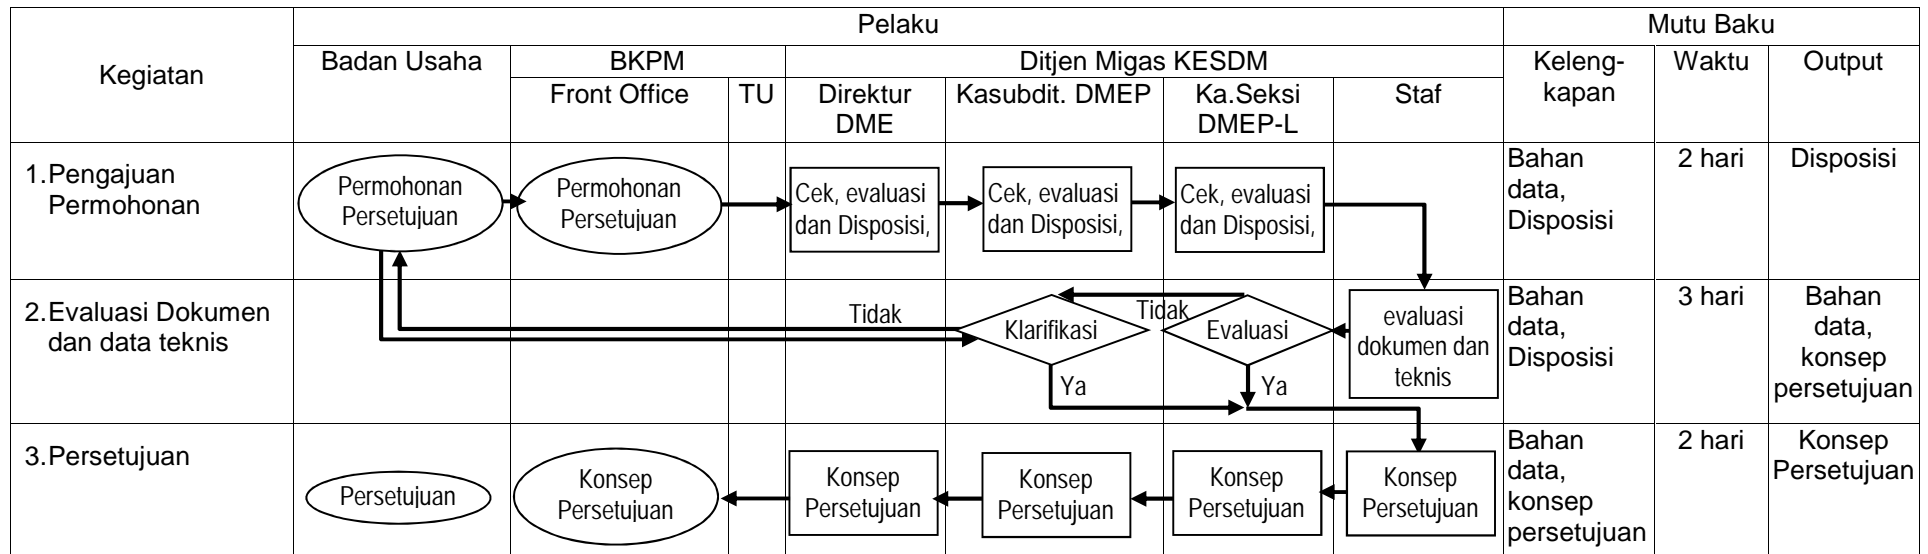 Kegiatan
Pelaku
Mutu Baku
Badan Usaha
BKPM
Ditjen Migas KESDM
Keleng-
kapan
Waktu
Output
Front Office
TU
Direktur
DME
Kasubdit. DMEP
Ka.Seksi
DMEP-L
Staf
1.Pengajuan
Permohonan
Permohonan
Persetujuan
Permohonan
Persetujuan
Cek, evaluasi
dan Disposisi,
Cek, evaluasi
dan Disposisi,
Cek, evaluasi
dan Disposisi,
Bahan
data,
Disposisi
2 hari
Disposisi
2.Evaluasi Dokumen
dan data teknis
Tidak
Klarifikasi
Ya
Tidak
Evaluasi
Ya
evaluasi
dokumen dan
teknis
Bahan
data,
Disposisi
3 hari
Bahan
data,
konsep
persetujuan
3.Persetujuan
Persetujuan
Konsep
Persetujuan
Konsep
Persetujuan
Konsep
Persetujuan
Konsep
Persetujuan
Konsep
Persetujuan
Bahan
data,
konsep
persetujuan
2 hari
Konsep
Persetujuan